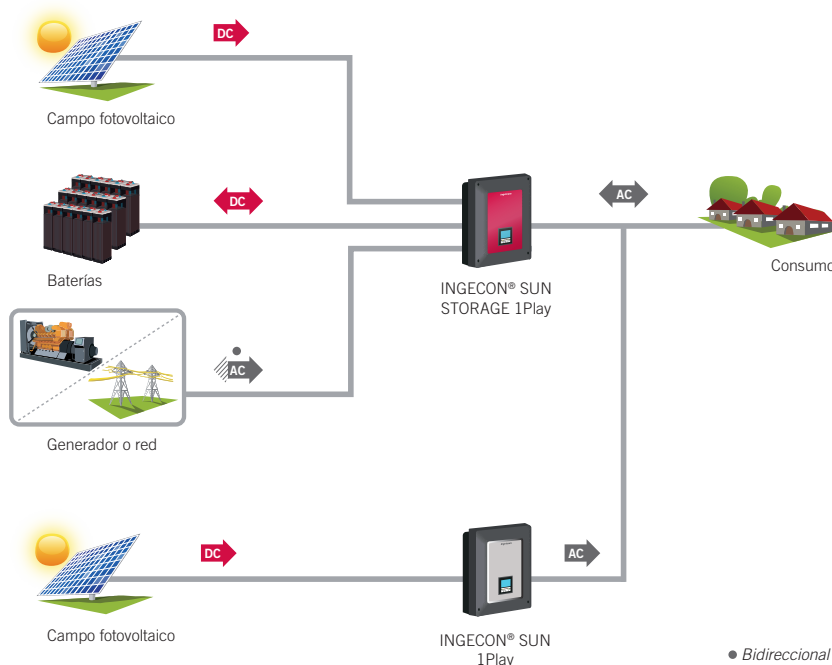 DC
Campo fotovoltaico
DC
AC
Baterías
INGECON® SUN
STORAGE 1Play
Consumo
AC
Generador o red
DC
AC
Campo fotovoltaico
INGECON® SUN
1Play
● Bidireccional